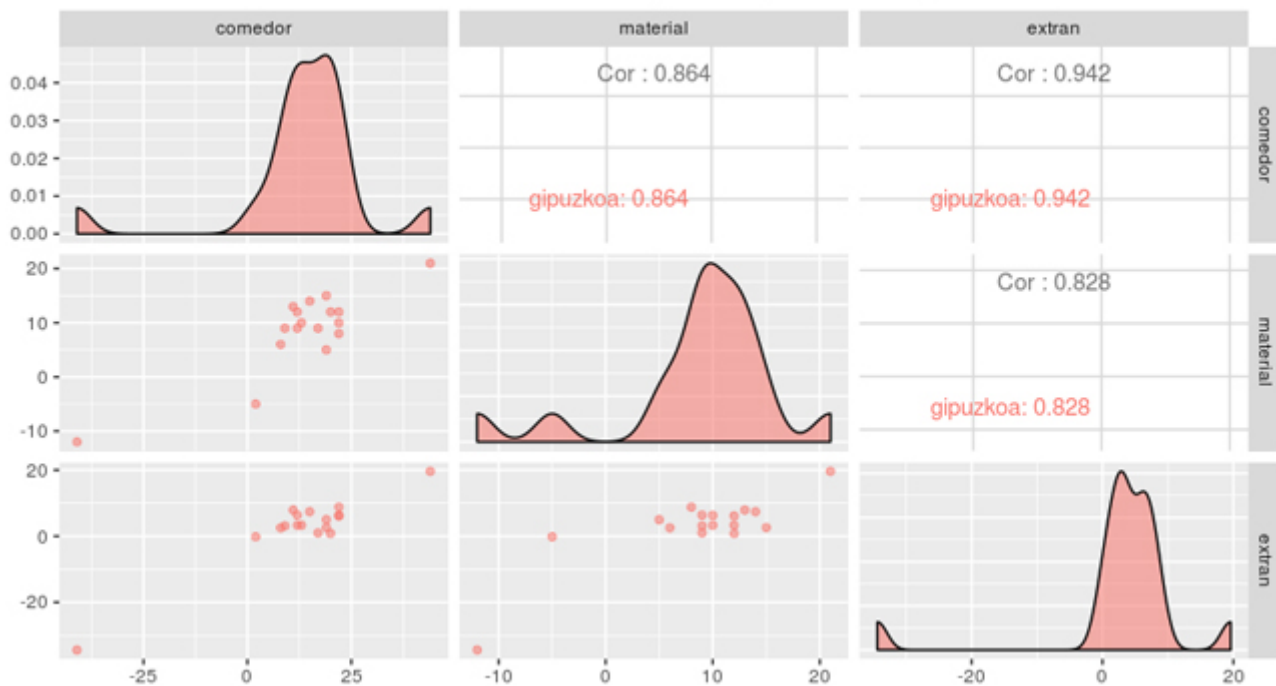 comedor material extran
0.04
0.03
0.02
0.01
0.00
Cor : 0.864
gipuzkoa: 0.864
Cor : 0.942
gipuzkoa: 0.942
comedor
20
10
0
-10
Cor : 0.828
gipuzkoa: 0.828
material
20
0
-20
extran
-25 0 25 -10 0 10 20 -20 0 20